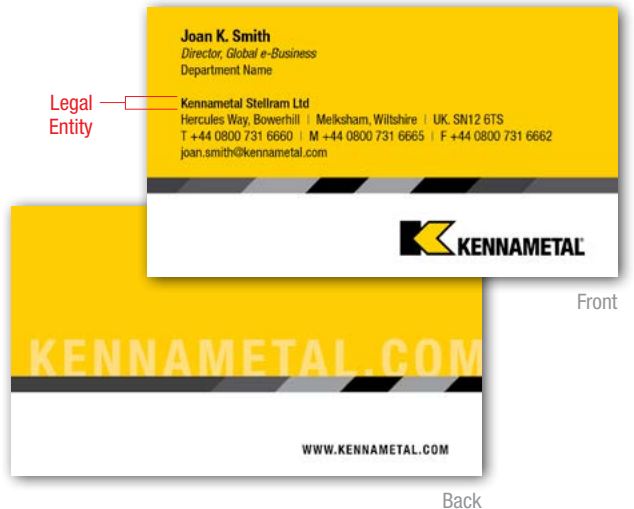 Joan K. Smith
Director, Global e-Business
Department Name
Legal
Entity
Kennametal Stellram Ltd
Hercules Way, Bowerhill | Melksham, Wiltshire | UK. SN12 6TS
T +44 0800 731 6660 | M +44 0800 731 6665 | F +44 0800 731 6662
joan.smith@kennametal.com
KENNAMETAL
Front
KENNAMETAL.COM
WWW.KENNAMETAL.COM
Back